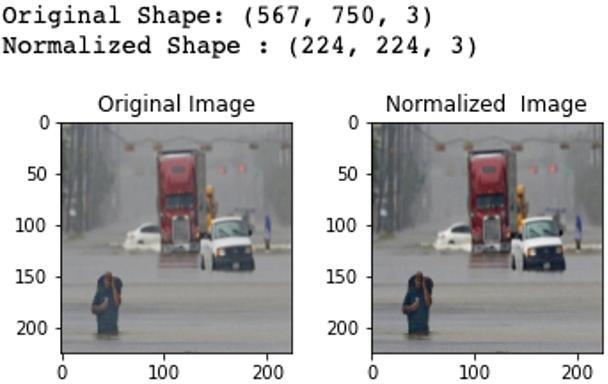 Original Shape: (567, 750, 3)
Normalized Shape : (224, 224, 3)
Original Image
0
50
100
150
200
0 100 200
Normalized  Image
0
50
100
150
200
0 100 200